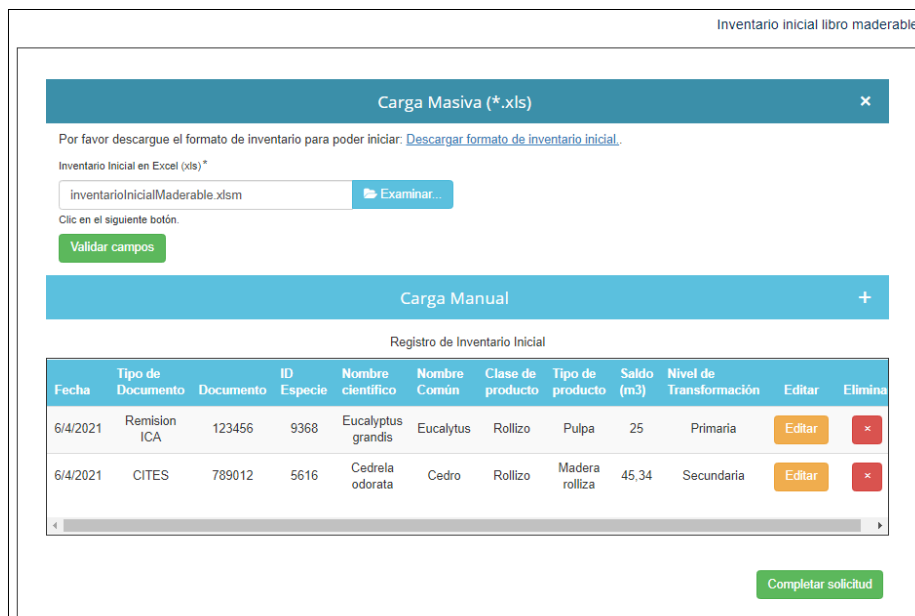 Inventario inicial libro maderable
Carga Masiva (*.xls) ×
Por favor descargue el formato de inventario para poder iniciar: Descargar formato de inventario inicial..
Inventario Inicial en Excel (xls) *
inventarioInicialMaderable.xlsm Examinar...
Clic en el siguiente botón.
Validar campos
Carga Manual +
Registro de Inventario Inicial
Fecha Tipo de Documento Documento ID Especie Nombre científico Nombre Común Clase de producto Tipo de producto Saldo (m3) Nivel de Transformación Editar Elimina
6/4/2021 Remision ICA 123456 9368 Eucalyptus grandis Eucalytus Rollizo Pulpa 25 Primaria Editar ×
6/4/2021 CITES 789012 5616 Cedrela odorata Cedro Rollizo Madera rolliza 45,34 Secundaria Editar ×
Completar solicitud